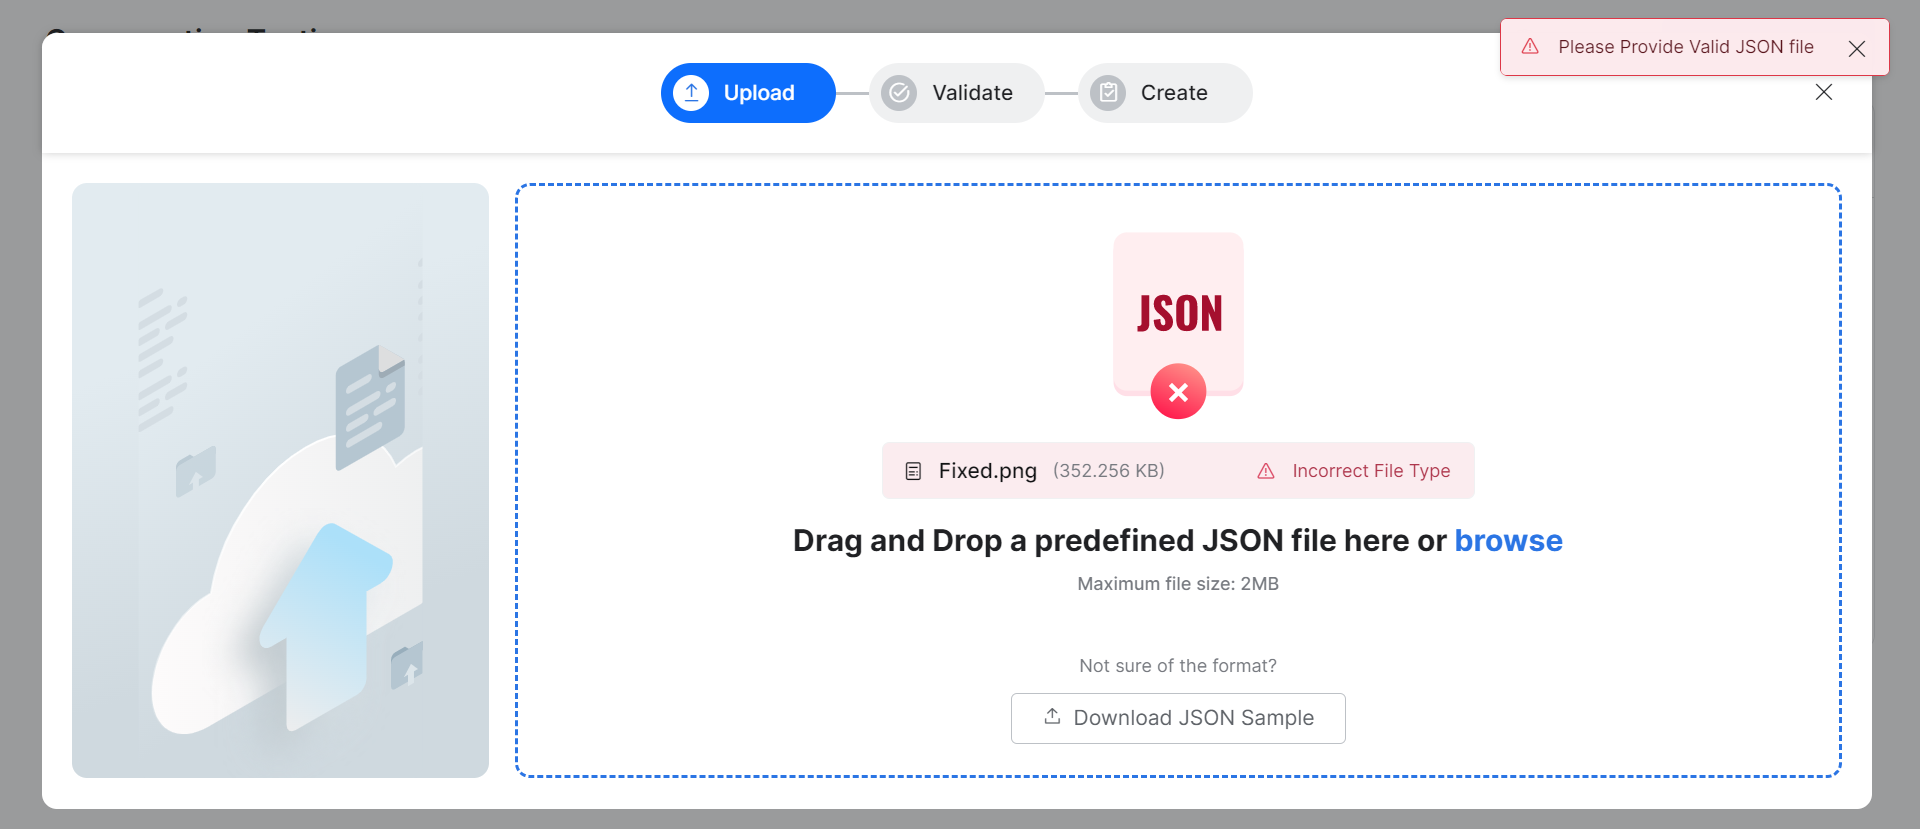 Please Provide Valid JSON file
Upload
Validate
Create
JSON
Fixed.png (352.256 KB) Incorrect File Type
Drag and Drop a predefined JSON file here or browse
Maximum file size: 2MB
Not sure of the format?
Download JSON Sample